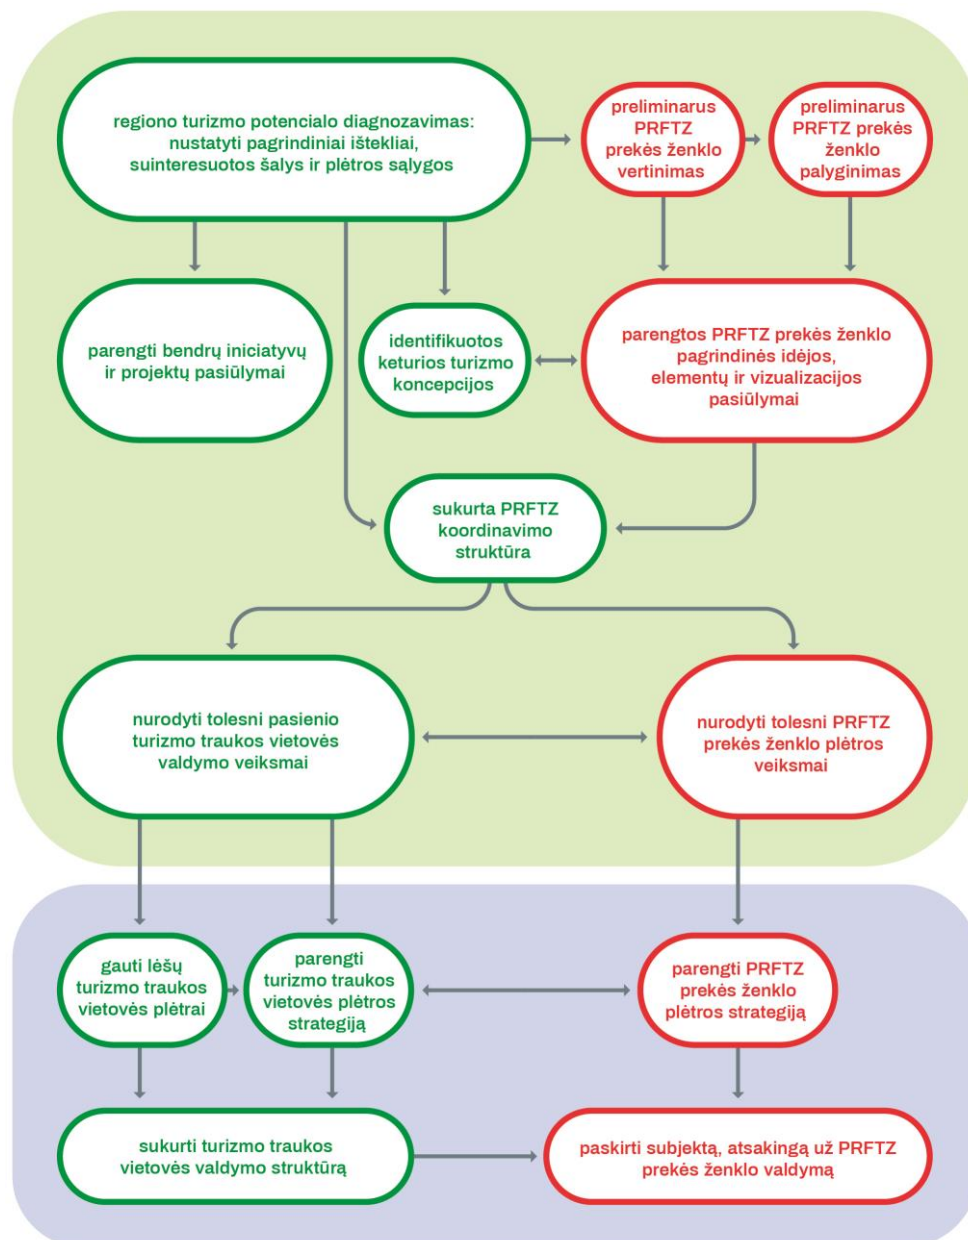 regiono turizmo potencialo diagnozavimas:
nustatyti pagrindiniai ištekliai,
suinteresuotos šalys ir plėtros sąlygos
preliminarus
PRFTZ
prekės ženklo
vertinimas
preliminarus
PRFTZ prekės
ženklo
palyginimas
parengti bendrų iniciatyvų
ir projektų pasiūlymai
identifikuotos
keturios turizmo
koncepcijos
parengtos PRFTZ prekės ženklo
pagrindinės idėjos,
elementų ir vizualizacijos
pasiūlymai
sukurta PRFTZ
koordinavimo
struktūra
nurodyti tolesni pasienio
turizmo traukos vietovės
valdymo veiksmai
nurodyti tolesni PRFTZ
prekės ženklo plėtros
veiksmai
gauti lėšų
turizmo traukos
vietovės plėtrai
parengti
turizmo traukos
vietovės plėtros
strategiją
parengti PRFTZ
prekės ženklo
plėtros strategiją
sukurti turizmo traukos
vietovės valdymo struktūrą
paskirti subjektą, atsakingą už PRFTZ
prekės ženklo valdymą